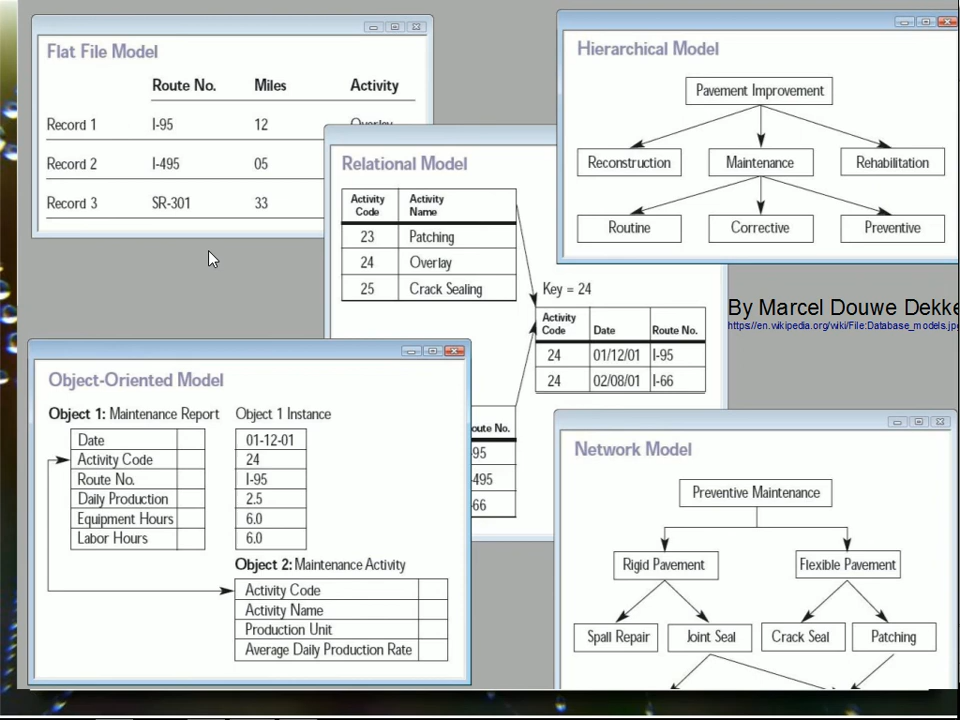 Flat File Model
Route No. Miles Activity
Record 1 I-95 12 Overlay
Record 2 I-495 05
Record 3 SR-301 33
Hierarchical Model
Pavement Improvement
Reconstruction Maintenance Rehabilitation
Routine Corrective Preventive
Relational Model
Activity Code Activity Name
23 Patching
24 Overlay
25 Crack Sealing
Key = 24
Activity Code Date Route No.
24 01/12/01 I-95
24 02/08/01 I-66
oute No.
95
495
66
By Marcel Douwe Dekke
https://en.wikipedia.org/wiki/File:Database_models.jp
Object-Oriented Model
Object 1: Maintenance Report Object 1 Instance
Date 01-12-01
Activity Code 24
Route No. I-95
Daily Production 2.5
Equipment Hours 6.0
Labor Hours 6.0
Object 2: Maintenance Activity
Activity Code
Activity Name
Production Unit
Average Daily Production Rate
Network Model
Preventive Maintenance
Rigid Pavement Flexible Pavement
Spall Repair Joint Seal Crack Seal Patching